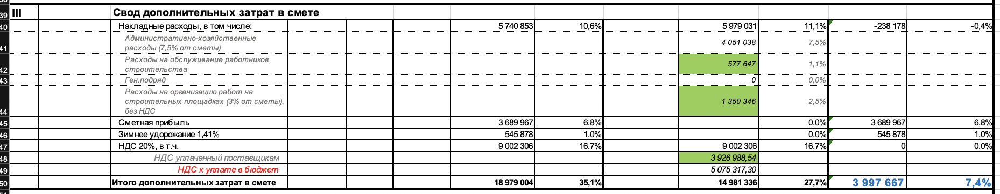 39 III Свод дополнительных затрат в смете
40 Накладные расходы, в том числе: 5 740 853 10,6% 5 979 031 11,1% -238 178 -0,4%
Административно-хозяйственные
41 расходы (7,5% от сметы) 4 051 038 7,5%
Расходы на обслуживание работников
42 строительства 577 647 1,1%
43 Ген.подряд 0 0,0%
Расходы на организацию работ на
строительных площадках (3% от сметы), 1 350 346 2,5%
44 без НДС
45 Сметная прибыль 3 689 967 6,8% 0,0% 3 689 967 6,8%
46 Зимнее удорожание 1,41% 545 878 1,0% 0,0% 545 878 1,0%
47 НДС 20%, в т.ч. 9 002 306 16,7% 9 002 306 16,7% 0 0,0%
48 НДС уплаченный поставщикам 3 926 988,54
49 НДС к уплате в бюджет 5 075 317,30
50 Итого дополнительных затрат в смете 18 979 004 35,1% 14 981 336 27,7% 3 997 667 7,4%